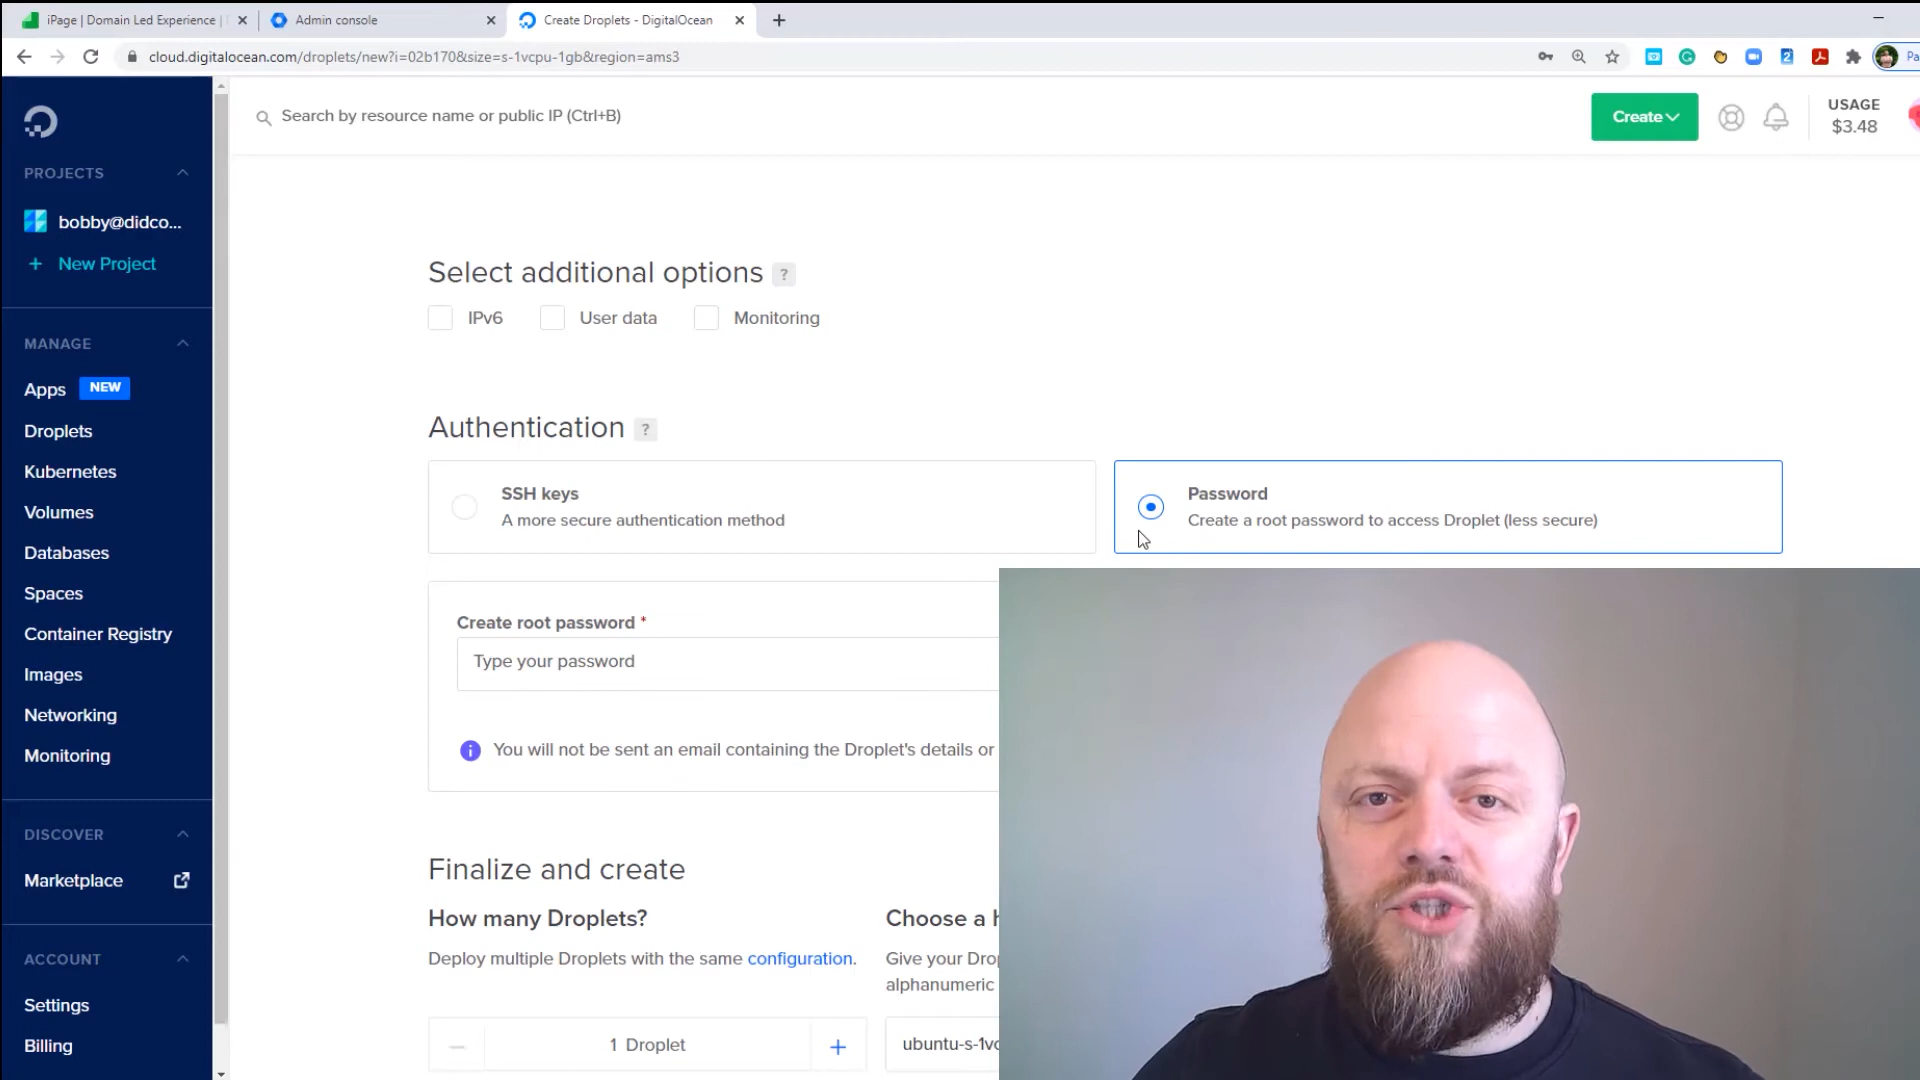 iPage | Domain Led Experience |
Admin console
Create Droplets - DigitalOcean
cloud.digitalocean.com/droplets/new?i=02b170&size=s-1vcpu-1gb&region=ams3
Pa
Search by resource name or public IP (Ctrl+B)
Create
USAGE
$3.48
PROJECTS
bobby@didco...
+ New Project
MANAGE
Apps NEW
Droplets
Kubernetes
Volumes
Databases
Spaces
Container Registry
Images
Networking
Monitoring
DISCOVER
Marketplace
ACCOUNT
Settings
Billing
Select additional options ?
IPv6 User data Monitoring
Authentication ?
SSH keys
A more secure authentication method
Password
Create a root password to access Droplet (less secure)
Create root password *
Type your password
You will not be sent an email containing the Droplet's details or
Finalize and create
How many Droplets?
Deploy multiple Droplets with the same configuration.
1 Droplet
Choose a h
Give your Dro
alphanumeric
ubuntu-s-1vc